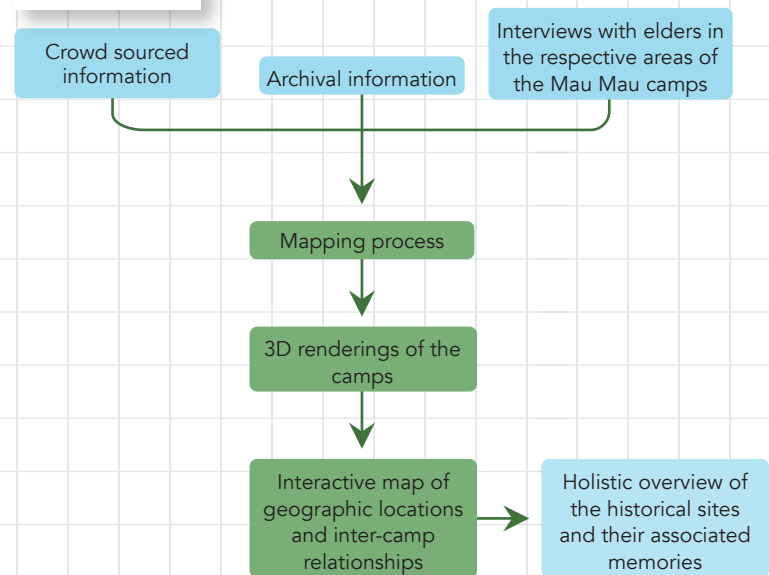 Crowd sourced
information
Archival information
Interviews with elders in
the respective areas of
the Mau Mau camps
Mapping process
3D renderings of the
camps
Interactive map of
geographic locations
and inter-camp
relationships
Holistic overview of
the historical sites
and their associated
memories